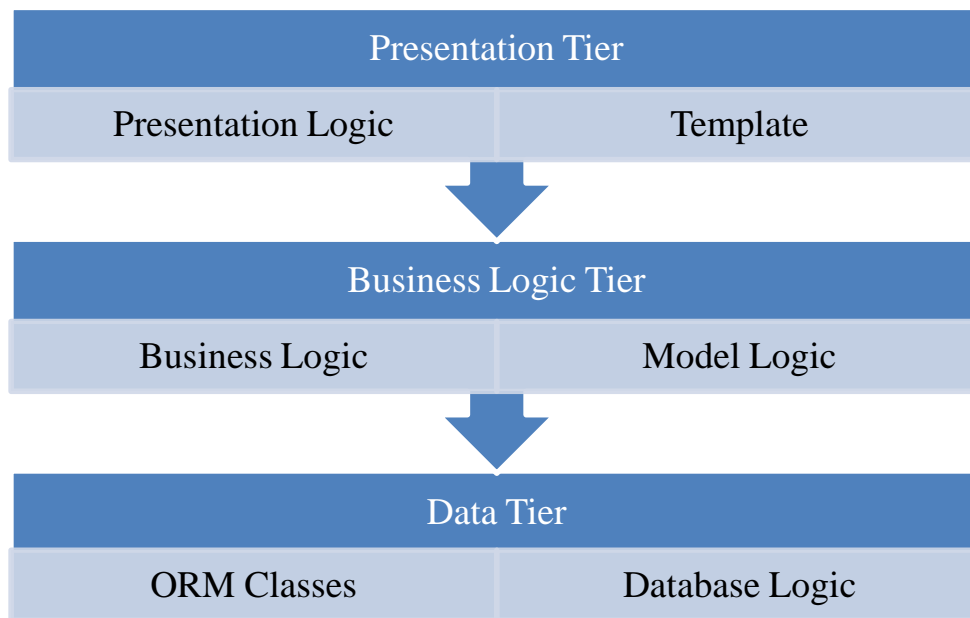 Presentation Tier
Presentation Logic
Template
Business Logic Tier
Business Logic
Model Logic
Data Tier
ORM Classes
Database Logic